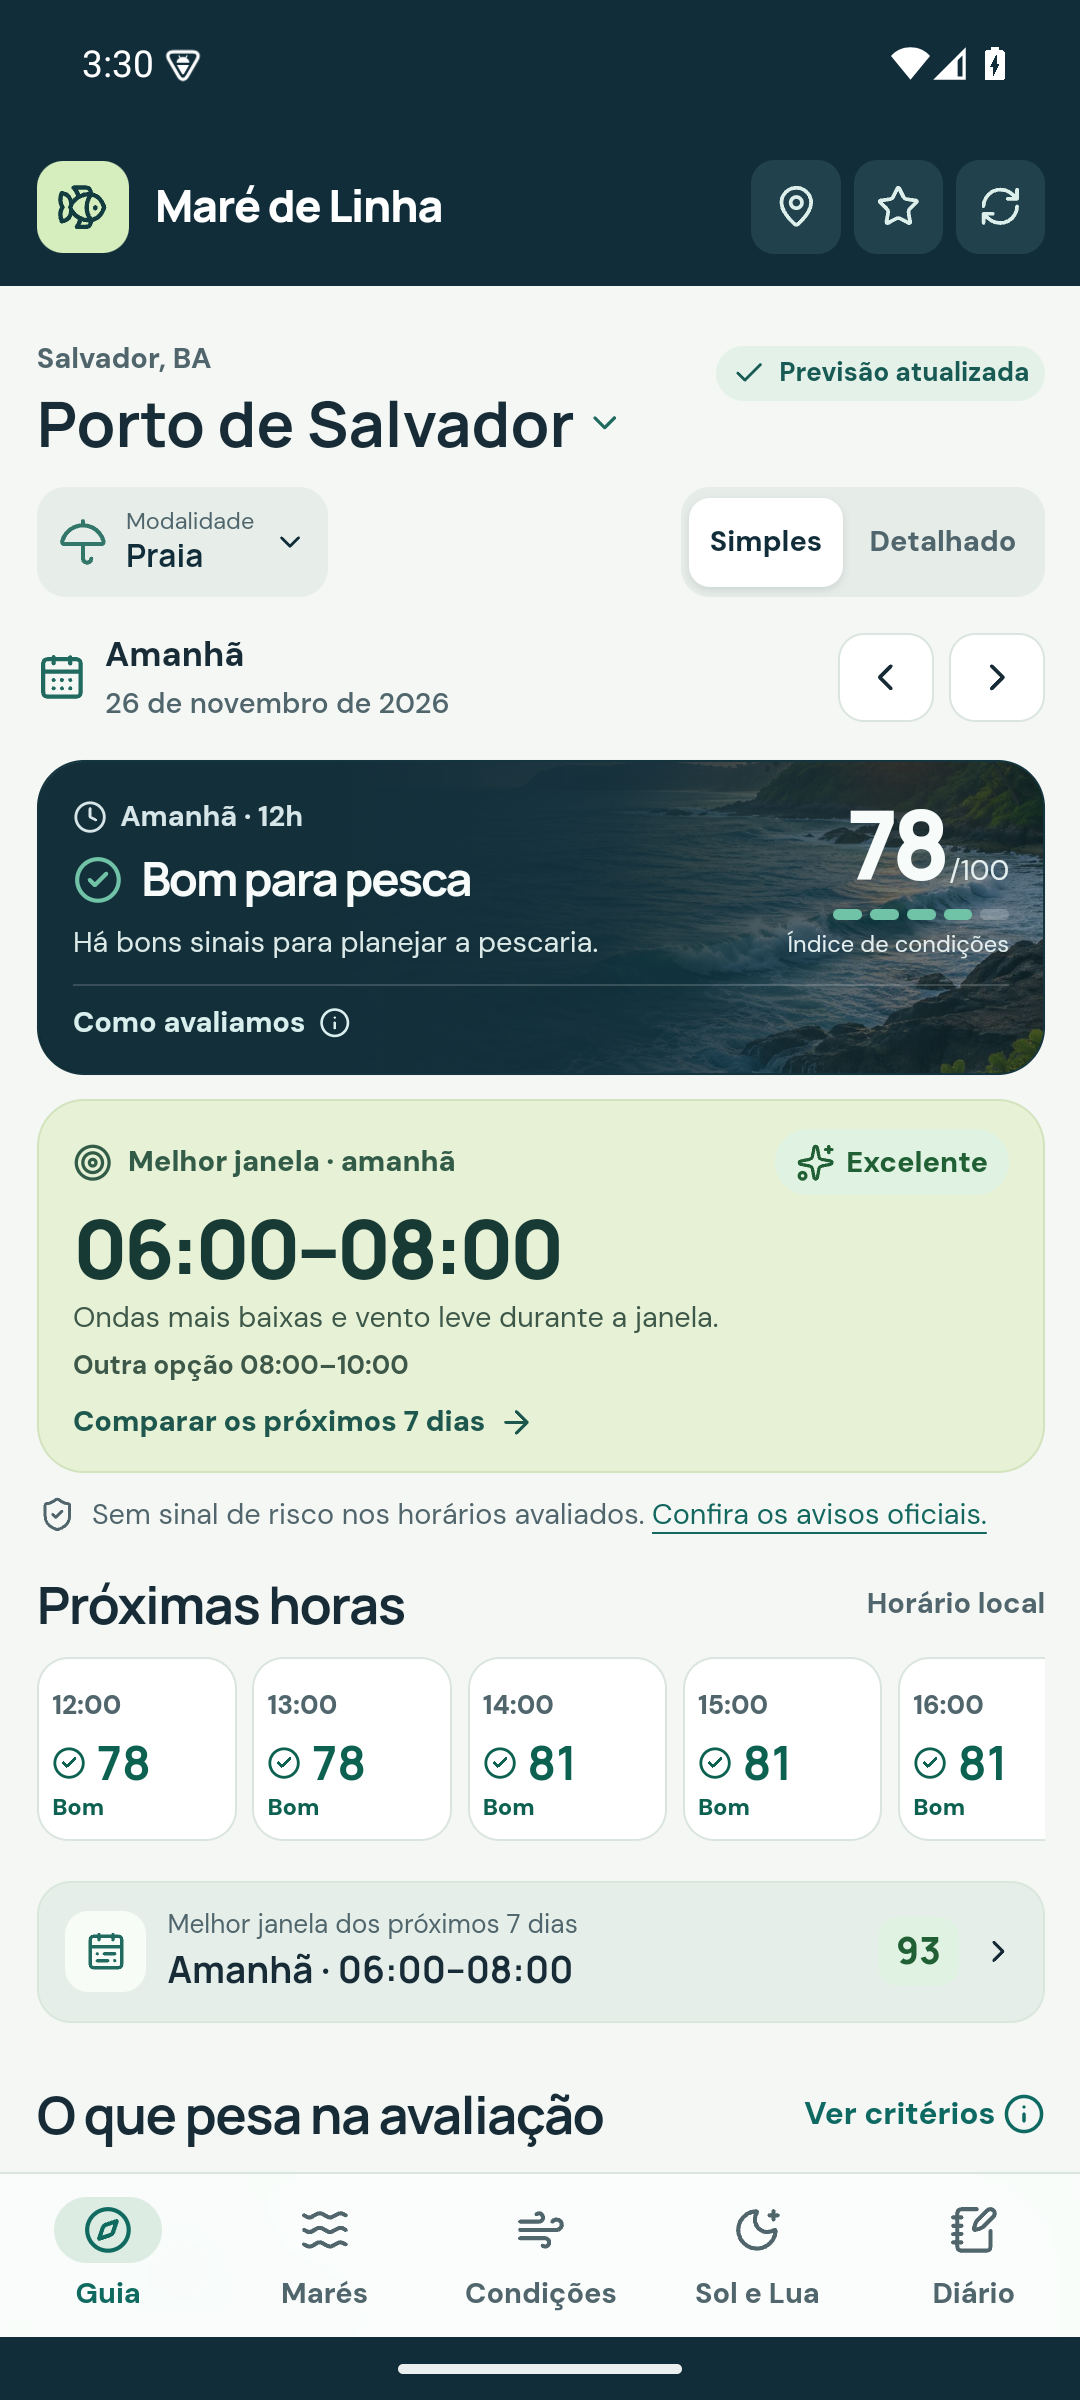 3:30
Maré de Linha
Salvador, BA
Previsão atualizada
Porto de Salvador
Modalidade
Praia
Simples
Detalhado
Amanhã
26 de novembro de 2026
Amanhã · 12h
Bom para pesca
78/100
Há bons sinais para planejar a pescaria.
Índice de condições
Como avaliamos
Melhor janela · amanhã
Excelente
06:00–08:00
Ondas mais baixas e vento leve durante a janela.
Outra opção 08:00–10:00
Comparar os próximos 7 dias
Sem sinal de risco nos horários avaliados. Confira os avisos oficiais.
Próximas horas
Horário local
12:00
78
Bom
13:00
78
Bom
14:00
81
Bom
15:00
81
Bom
16:00
81
Bom
Melhor janela dos próximos 7 dias
Amanhã · 06:00–08:00
93
O que pesa na avaliação
Ver critérios
Guia
Marés
Condições
Sol e Lua
Diário